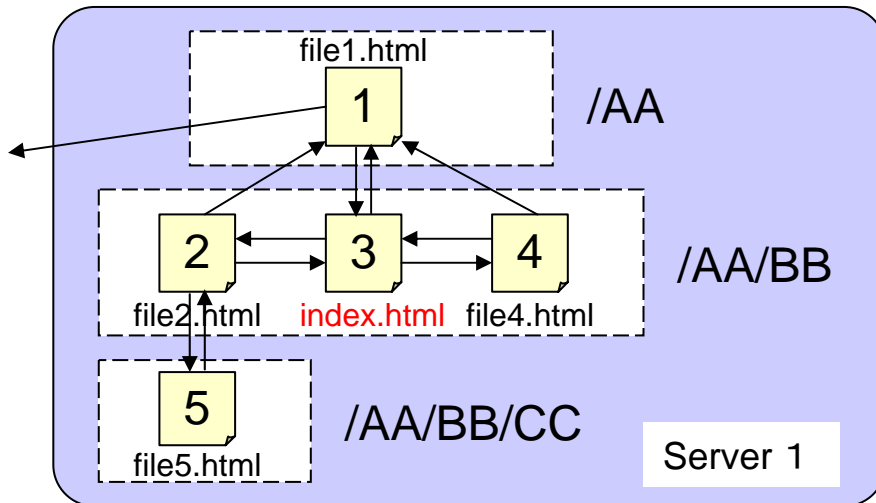 file1.html
1
/AA
2
3
4
/AA/BB
file2.html
index.html
file4.html
5
/AA/BB/CC
file5.html
Server 1